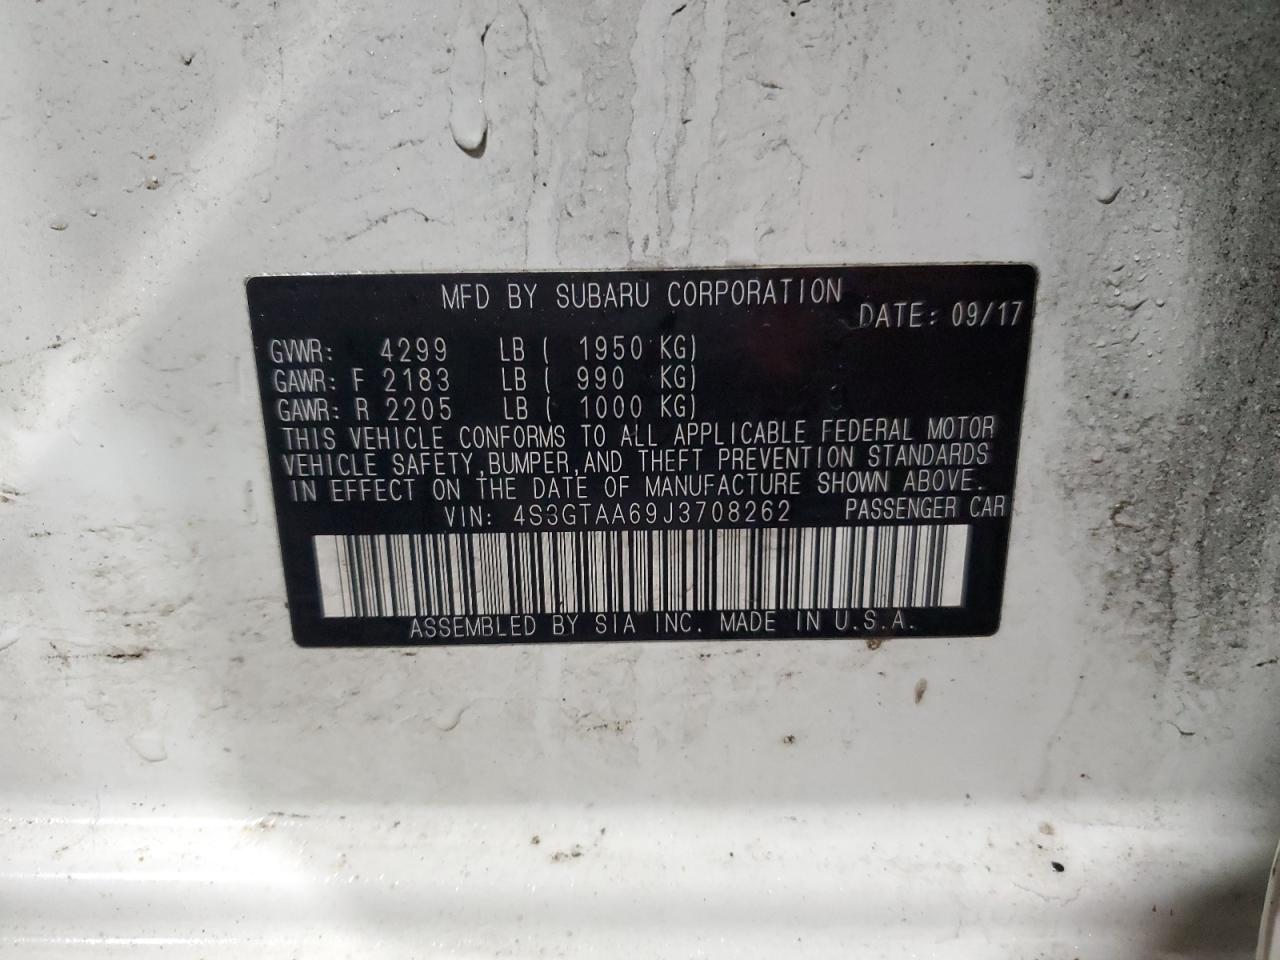 MFD BY SUBARU CORPORATION
DATE: 09/17
GVWR: 4299 LB ( 1950 KG)
GAWR: F 2183 LB ( 990 KG)
GAWR: R 2205 LB ( 1000 KG)
THIS VEHICLE CONFORMS TO ALL APPLICABLE FEDERAL MOTOR
VEHICLE SAFETY,BUMPER,AND THEFT PREVENTION STANDARDS
IN EFFECT ON THE DATE OF MANUFACTURE SHOWN ABOVE.
VIN: 4S3GTAA69J3708262 PASSENGER CAR
ASSEMBLED BY SIA INC. MADE IN U.S.A.